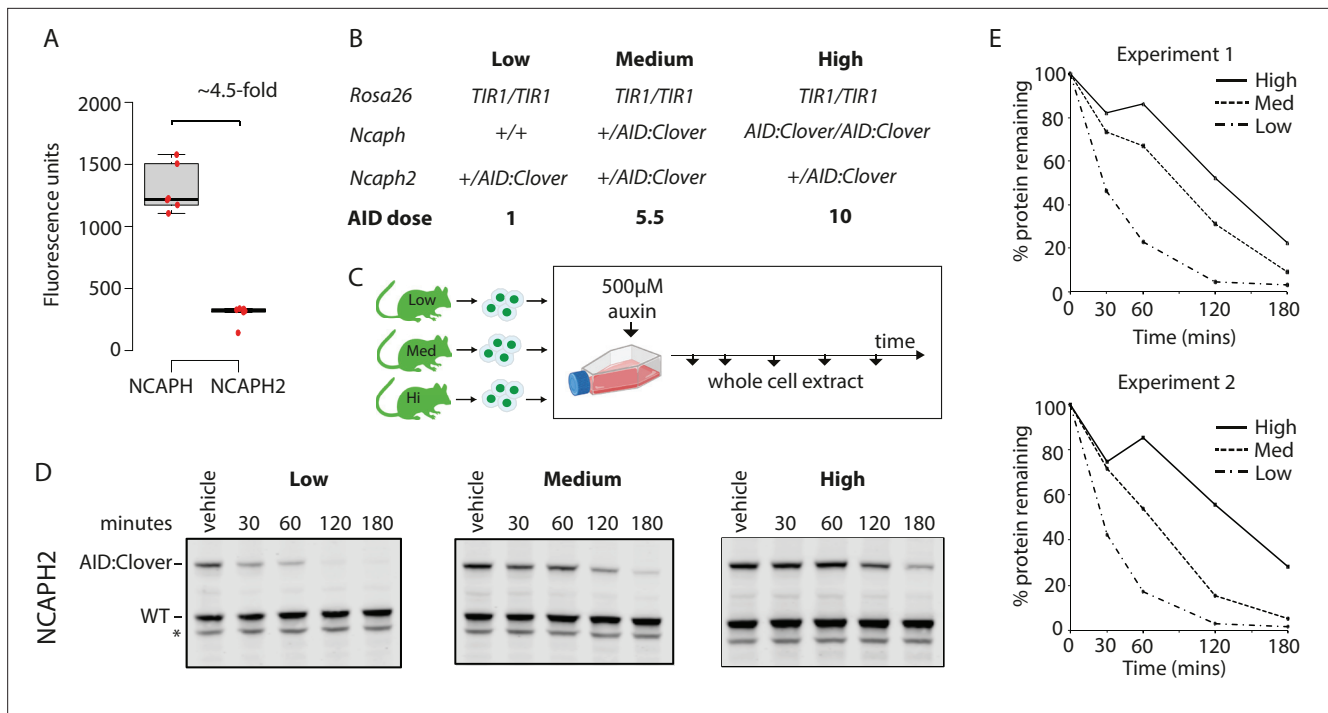 A
~4.5-fold
2000
1500
1000
500
0
Fluorescence units
NCAPH NCAPH2
B
Low Medium High
Rosa26 TIR1/TIR1 TIR1/TIR1 TIR1/TIR1
Ncaph +/+ +/AID:Clover AID:Clover/AID:Clover
Ncaph2 +/AID:Clover +/AID:Clover +/AID:Clover
AID dose 1 5.5 10
C
Low
Med
Hi
500µM
auxin
time
whole cell extract
D
Low Medium High
minutes vehicle 30 60 120 180 vehicle 30 60 120 180 vehicle 30 60 120 180
NCAPH2
AID:Clover
WT
*
E
Experiment 1
100
80
60
40
20
0
% protein remaining
High
Med
Low
0 30 60 120 180
Time (mins)
Experiment 2
100
80
60
40
20
0
% protein remaining
High
Med
Low
0 30 60 120 180
Time (mins)